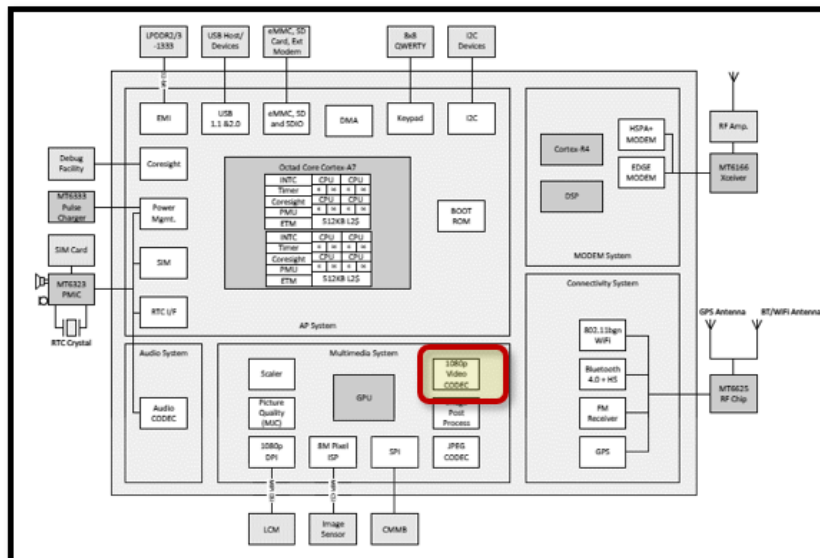 LPDDR2/3
-1333
USB Host/
Devices
eMMC, SD
Card, Ext
Modem
8x8
QWERTY
I2C
Devices
EMI
USB
1.1 &2.0
eMMC, SD
and SDIO
DMA
Keypad
I2C
Debug
Facility
Coresight
MT6333
Pulse
Charger
Power
Mgmt.
SIM Card
SIM
MT6323
PMIC
RTC I/F
RTC Crystal
Octad Core Cortex-A7
INTC CPU CPU
Timer
Coresight CPU CPU
PMU
ETM 512KB L2$
INTC CPU CPU
Timer
Coresight CPU CPU
PMU
ETM 512KB L2$
BOOT
ROM
AP System
Cortex-R4
DSP
HSPA+
MODEM
EDGE
MODEM
MODEM System
RF Amp.
MT6166
Xceiver
Connectivity System
802.11bgn
WiFi
Bluetooth
4.0 + HS
FM
Receiver
GPS
GPS Antenna
BT/WiFi Antenna
MT6625
RF Chip
Audio System
Audio
CODEC
Multimedia System
Scaler
Picture
Quality
(MJC)
GPU
1080p
Video
CODEC
Post
Process
1080p
DPI
8M Pixel
ISP
SPI
JPEG
CODEC
LCM
Image
Sensor
CMMB